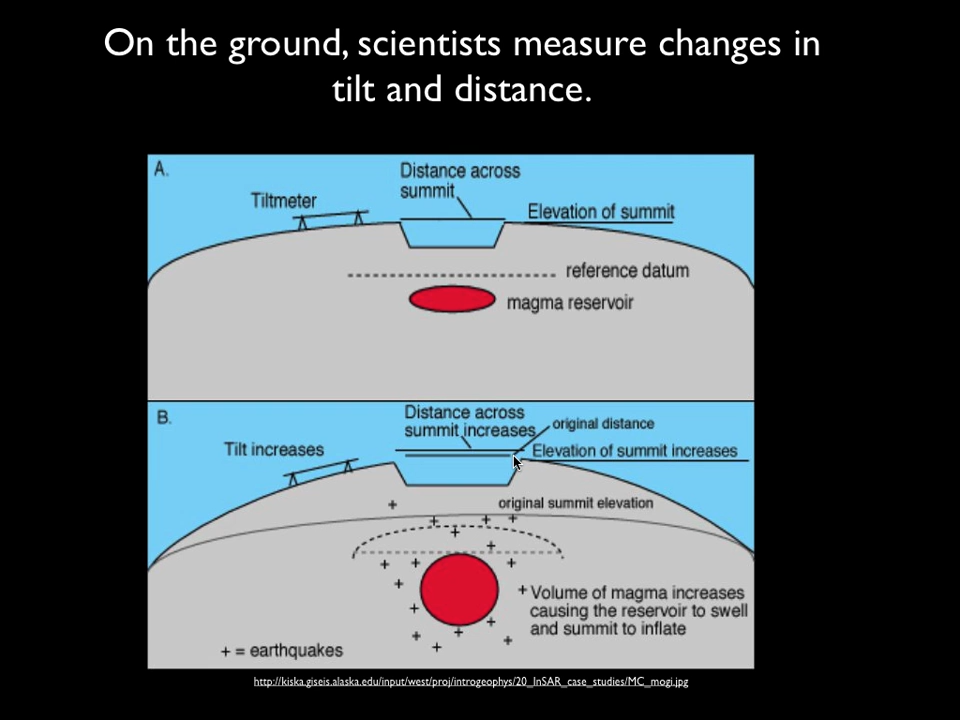 On the ground, scientists measure changes in
tilt and distance.
A.
Distance across
summit
Tiltmeter
Elevation of summit
reference datum
magma reservoir
B.
Distance across
summit increases
original distance
Tilt increases
Elevation of summit increases
original summit elevation
+ Volume of magma increases
causing the reservoir to swell
and summit to inflate
+ = earthquakes
http://kiska.giseis.alaska.edu/input/west/proj/introgeophys/20_InSAR_case_studies/MC_mogi.jpg